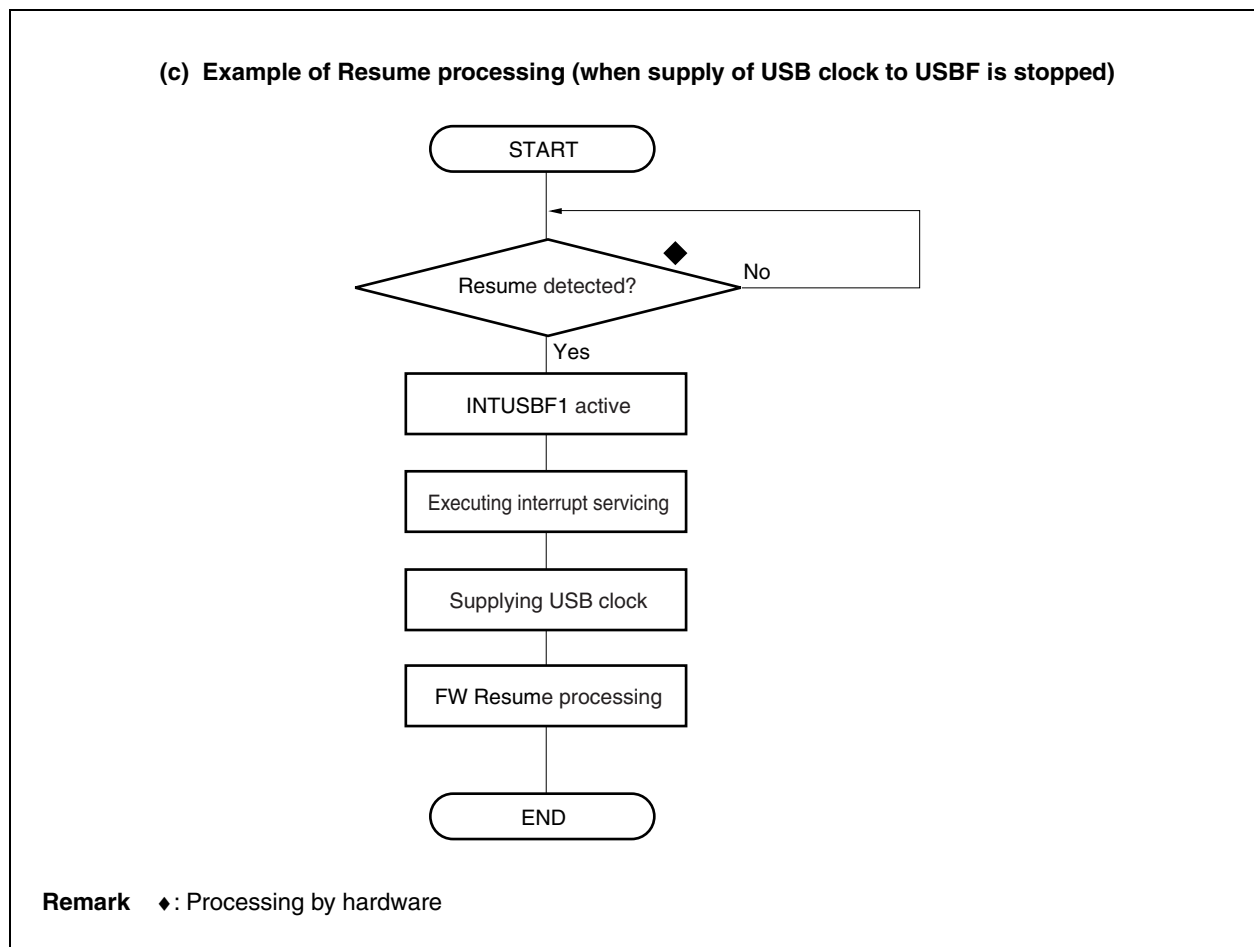 (c) Example of Resume processing (when supply of USB clock to USBF is stopped)
START
Resume detected?
No
Yes
INTUSBF1 active
Executing interrupt servicing
Supplying USB clock
FW Resume processing
END
Remark ♦: Processing by hardware